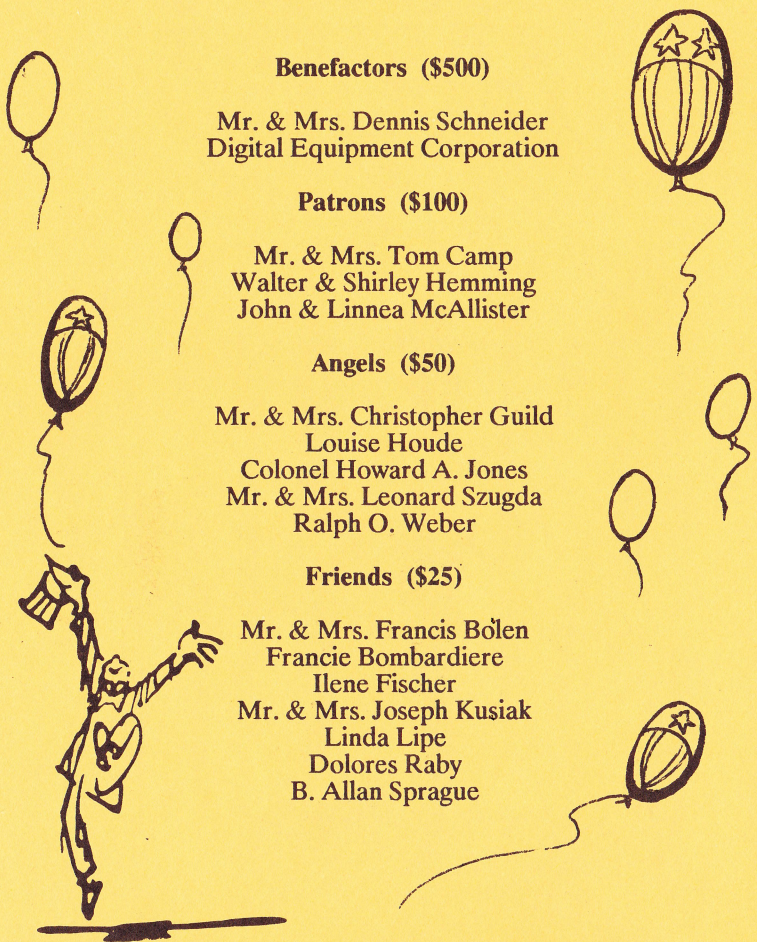 Benefactors ($500)
Mr. & Mrs. Dennis Schneider
Digital Equipment Corporation
Patrons ($100)
Mr. & Mrs. Tom Camp
Walter & Shirley Hemming
John & Linnea McAllister
Angels ($50)
Mr. & Mrs. Christopher Guild
Louise Houde
Colonel Howard A. Jones
Mr. & Mrs. Leonard Szugda
Ralph O. Weber
Friends ($25)
Mr. & Mrs. Francis Bolen
Francie Bombardiere
Ilene Fischer
Mr. & Mrs. Joseph Kusiak
Linda Lipe
Dolores Raby
B. Allan Sprague